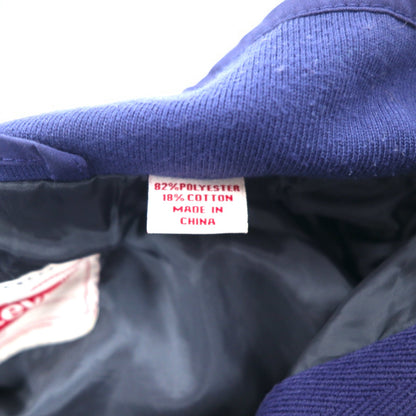 82% POLYESTER
18% COTTON
MADE IN
CHINA